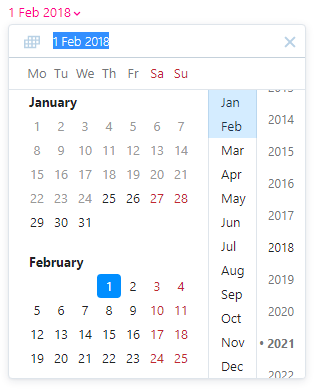 1 Feb 2018
1 Feb 2018
Mo Tu We Th Fr Sa Su
January
1 2 3 4 5 6 7
8 9 10 11 12 13 14
15 16 17 18 19 20 21
22 23 24 25 26 27 28
29 30 31
February
1 2 3 4
5 6 7 8 9 10 11
12 13 14 15 16 17 18
19 20 21 22 23 24 25
Jan
Feb
Mar
Apr
May
Jun
Jul
Aug
Sep
Oct
Nov
Dec
2014
2015
2016
2017
2018
2019
2020
• 2021
2022